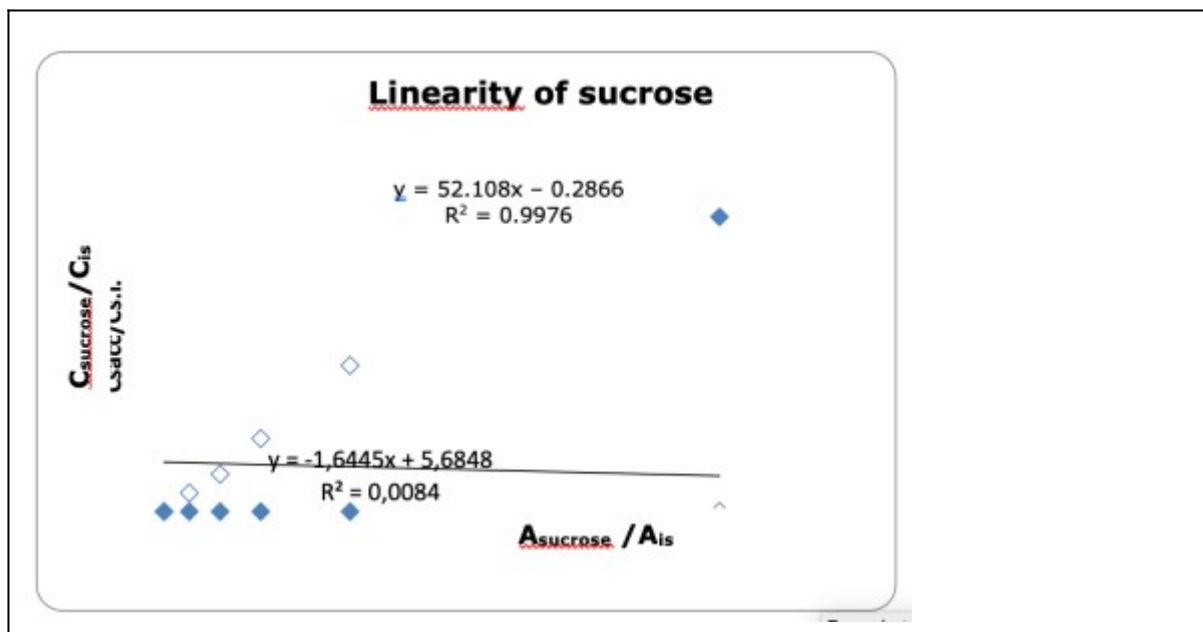 Linearity of sucrose
y = 52.108x – 0.2866
R² = 0.9976
Csucrose/Cis
y = -1,6445x + 5,6848
R² = 0,0084
Asucrose /Ais